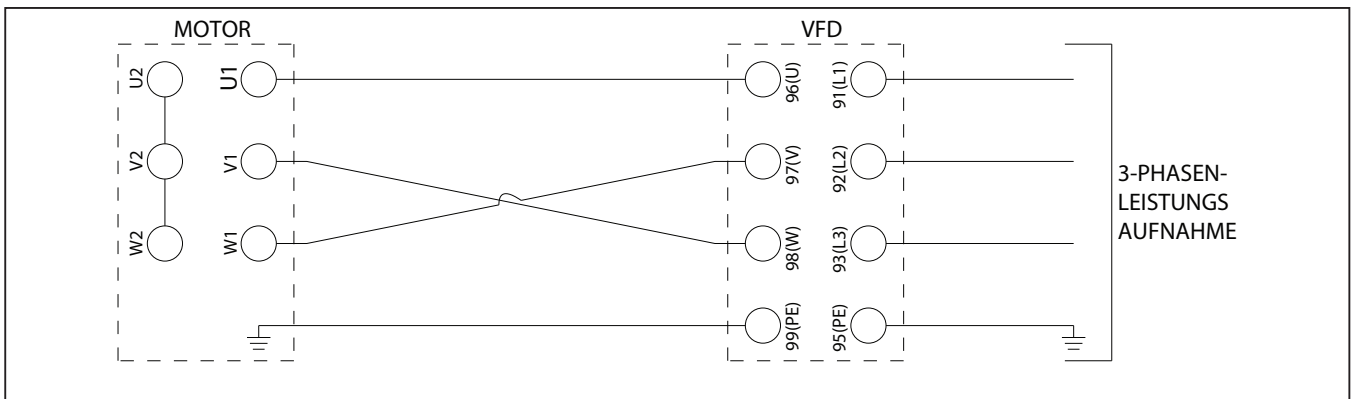 MOTOR
VFD
U2
U1
96(U)
91(L1)
V2
V1
97(V)
92(L2)
3-PHASEN-
LEISTUNGS
AUFNAHME
W2
W1
98(W)
93(L3)
99(PE)
95(PE)